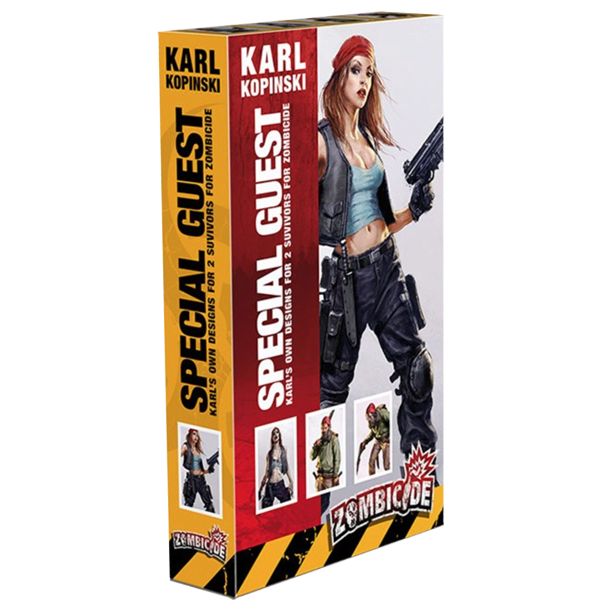 KARL
KOPINSKI
SPECIAL GUEST
KARL'S OWN DESIGNS FOR 2 SUVIVORS FOR ZOMBICIDE
ZOMBICIDE
KARL
KOPINSKI
SPECIAL GUEST
KARL'S OWN DESIGNS FOR 2 SUVIVORS FOR ZOMBICIDE
ZOMBICIDE